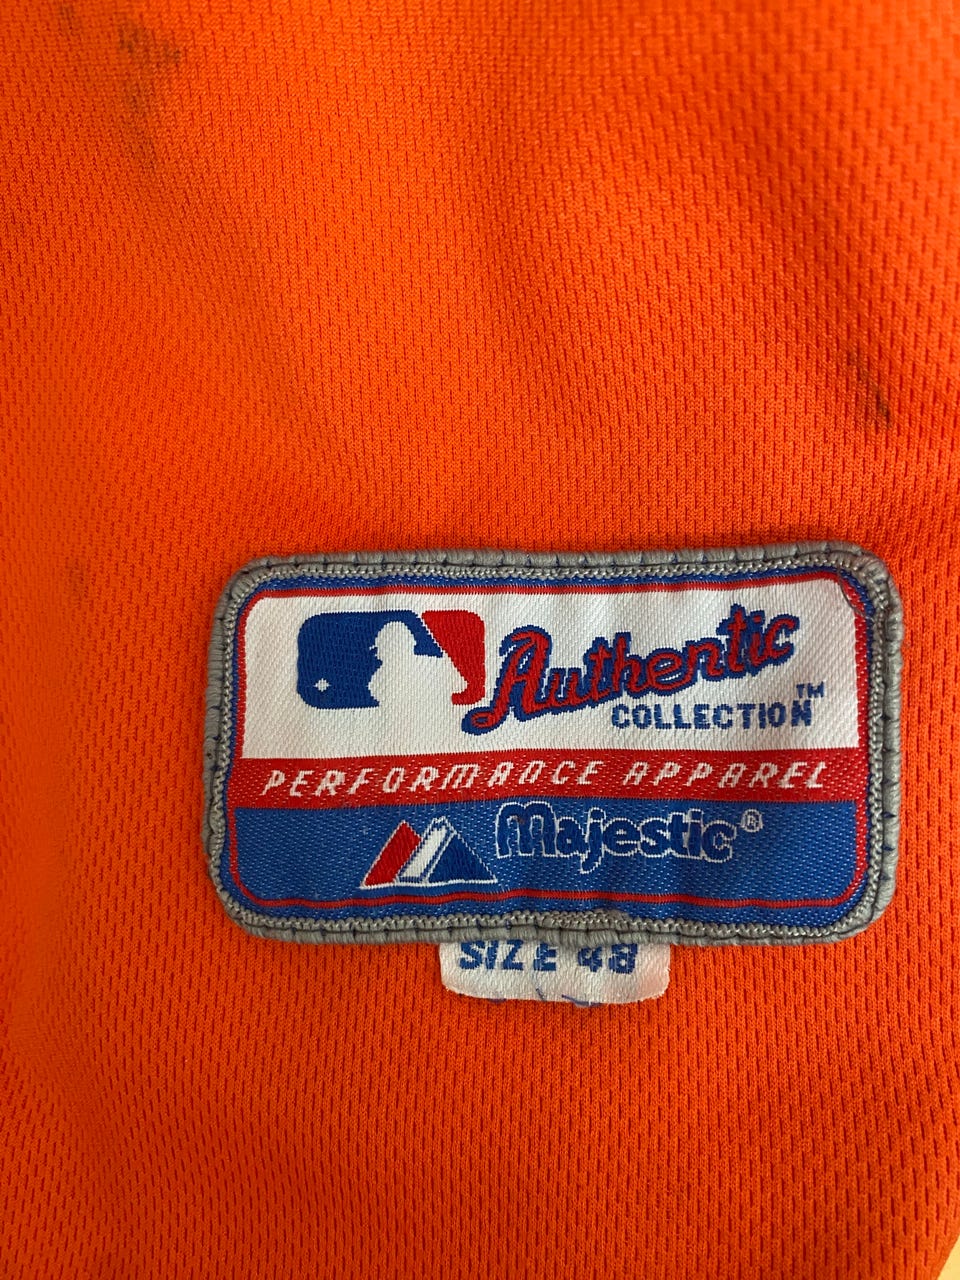 Authentic
COLLECTION™
PERFORMANCE APPAREL
Majestic®
SIZE 48